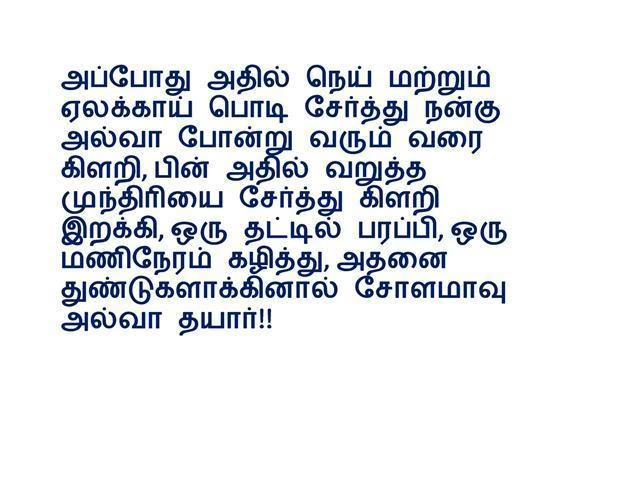 அப்போது அதில் நெய் மற்றும்
ஏலக்காய் பொடி சேர்த்து நன்கு
அல்வா போன்று வரும் வரை
கிளறி, பின் அதில் வறுத்த
முந்திரியை சேர்த்து கிளறி
இறக்கி, ஒரு தட்டில் பரப்பி, ஒரு
மணிநேரம் கழித்து, அதனை
துண்டுகளாக்கினால் சோளமாவு
அல்வா தயார்!!